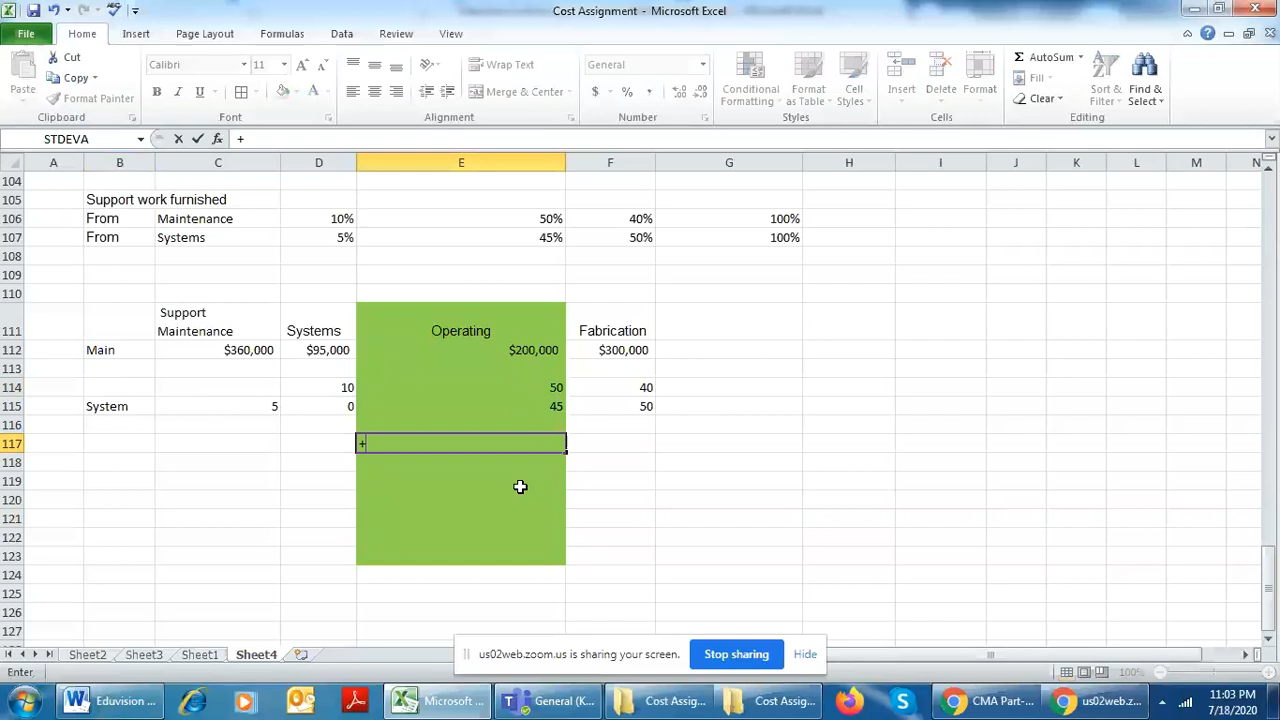 Cost Assignment - Microsoft Excel
File Home Insert Page Layout Formulas Data Review View
Paste Cut Copy Format Painter
Calibri 11 B I U A
Wrap Text Merge & Center
General $ % ,
Conditional Formatting Format as Table Cell Styles
Insert Delete Format
Σ AutoSum Fill Clear Sort & Filter Find & Select
Clipboard Font Alignment Number Styles Cells Editing
STDEVA +
A B C D E F G H I J K L M N
104
105 Support work furnished
106 From Maintenance 10% 50% 40% 100%
107 From Systems 5% 45% 50% 100%
108
109
110
111 Support Maintenance Systems Operating Fabrication
112 Main $360,000 $95,000 $200,000 $300,000
113
114 10 50 40
115 System 5 0 45 50
116
117 +
118
119
120
121
122
123
124
125
126
127
us02web.zoom.us is sharing your screen. Stop sharing Hide
Sheet2 Sheet3 Sheet1 Sheet4
Enter 100%
Eduvision ... Microsoft ... General (K... Cost Assign... Cost Assign... CMA Part-... us02web.z... 11:03 PM
7/18/2020